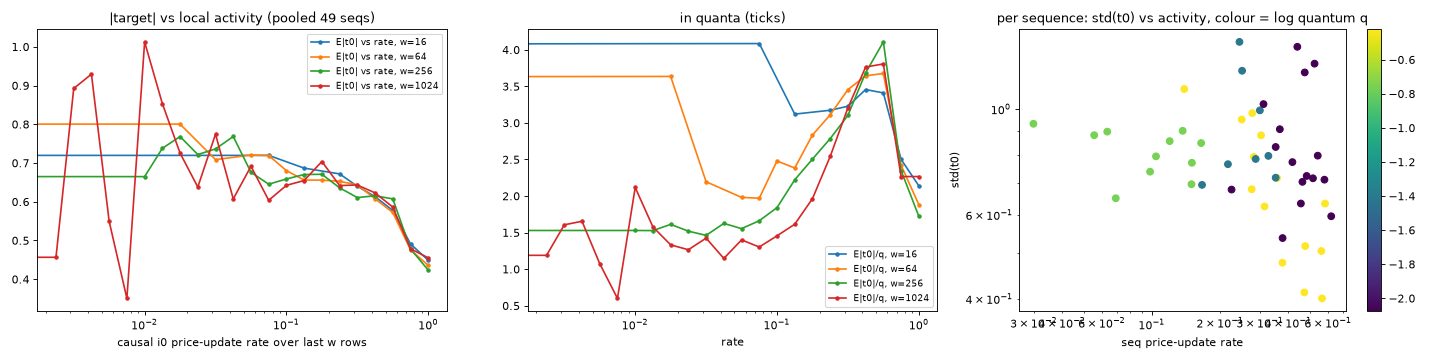 |target| vs local activity (pooled 49 seqs)
E|t0| vs rate, w=16
E|t0| vs rate, w=64
E|t0| vs rate, w=256
E|t0| vs rate, w=1024
1.0
0.9
0.8
0.7
0.6
0.5
0.4
10⁻²
10⁻¹
10⁰
causal i0 price-update rate over last w rows
in quanta (ticks)
4.0
3.5
3.0
2.5
2.0
1.5
1.0
0.5
E|t0|/q, w=16
E|t0|/q, w=64
E|t0|/q, w=256
E|t0|/q, w=1024
10⁻²
10⁻¹
10⁰
rate
per sequence: std(t0) vs activity, colour = log quantum q
std(t0)
10⁰
6 × 10⁻¹
4 × 10⁻¹
10⁻¹
2 × 10⁻¹
seq price-update rate
−0.6
−0.8
−1.0
−1.2
−1.4
−1.6
−1.8
−2.0